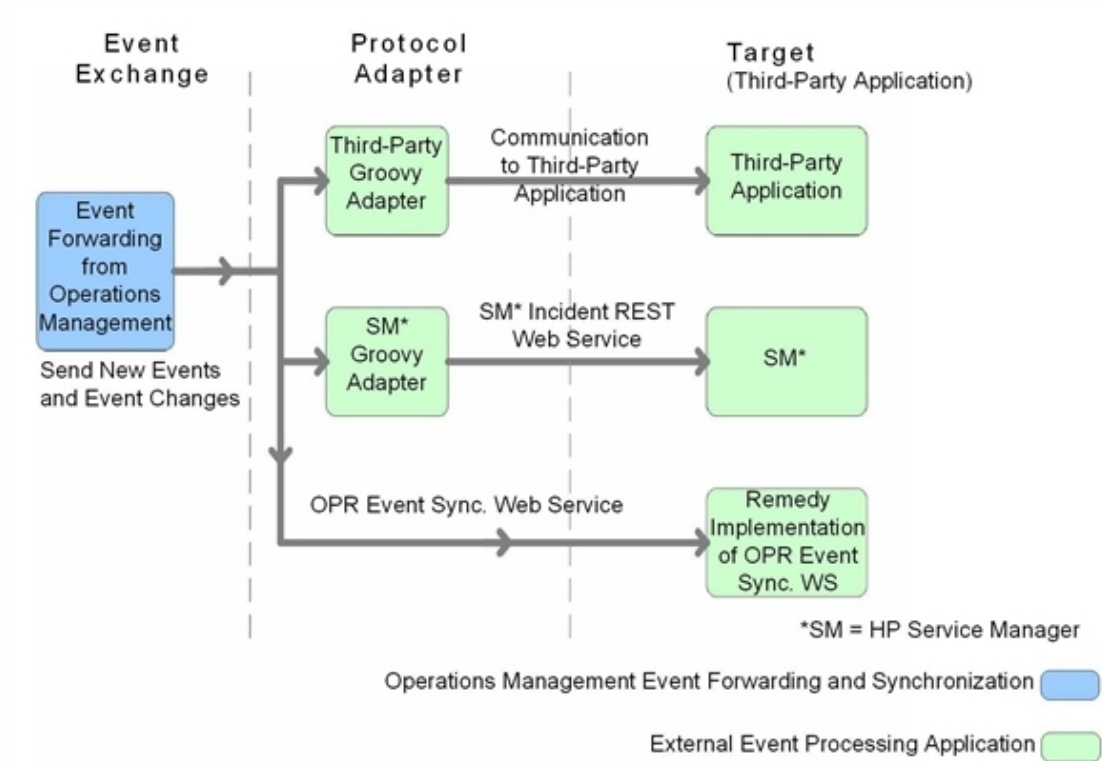 Event
Exchange
Protocol
Adapter
Target
(Third-Party Application)
Third-Party
Groovy
Adapter
Communication
to Third-Party
Application
Third-Party
Application
Event
Forwarding
from
Operations
Management
Send New Events
and Event Changes
SM*
Groovy
Adapter
SM* Incident REST
Web Service
SM*
OPR Event Sync. Web Service
Remedy
Implementation
of OPR Event
Sync. WS
*SM = HP Service Manager
Operations Management Event Forwarding and Synchronization
External Event Processing Application